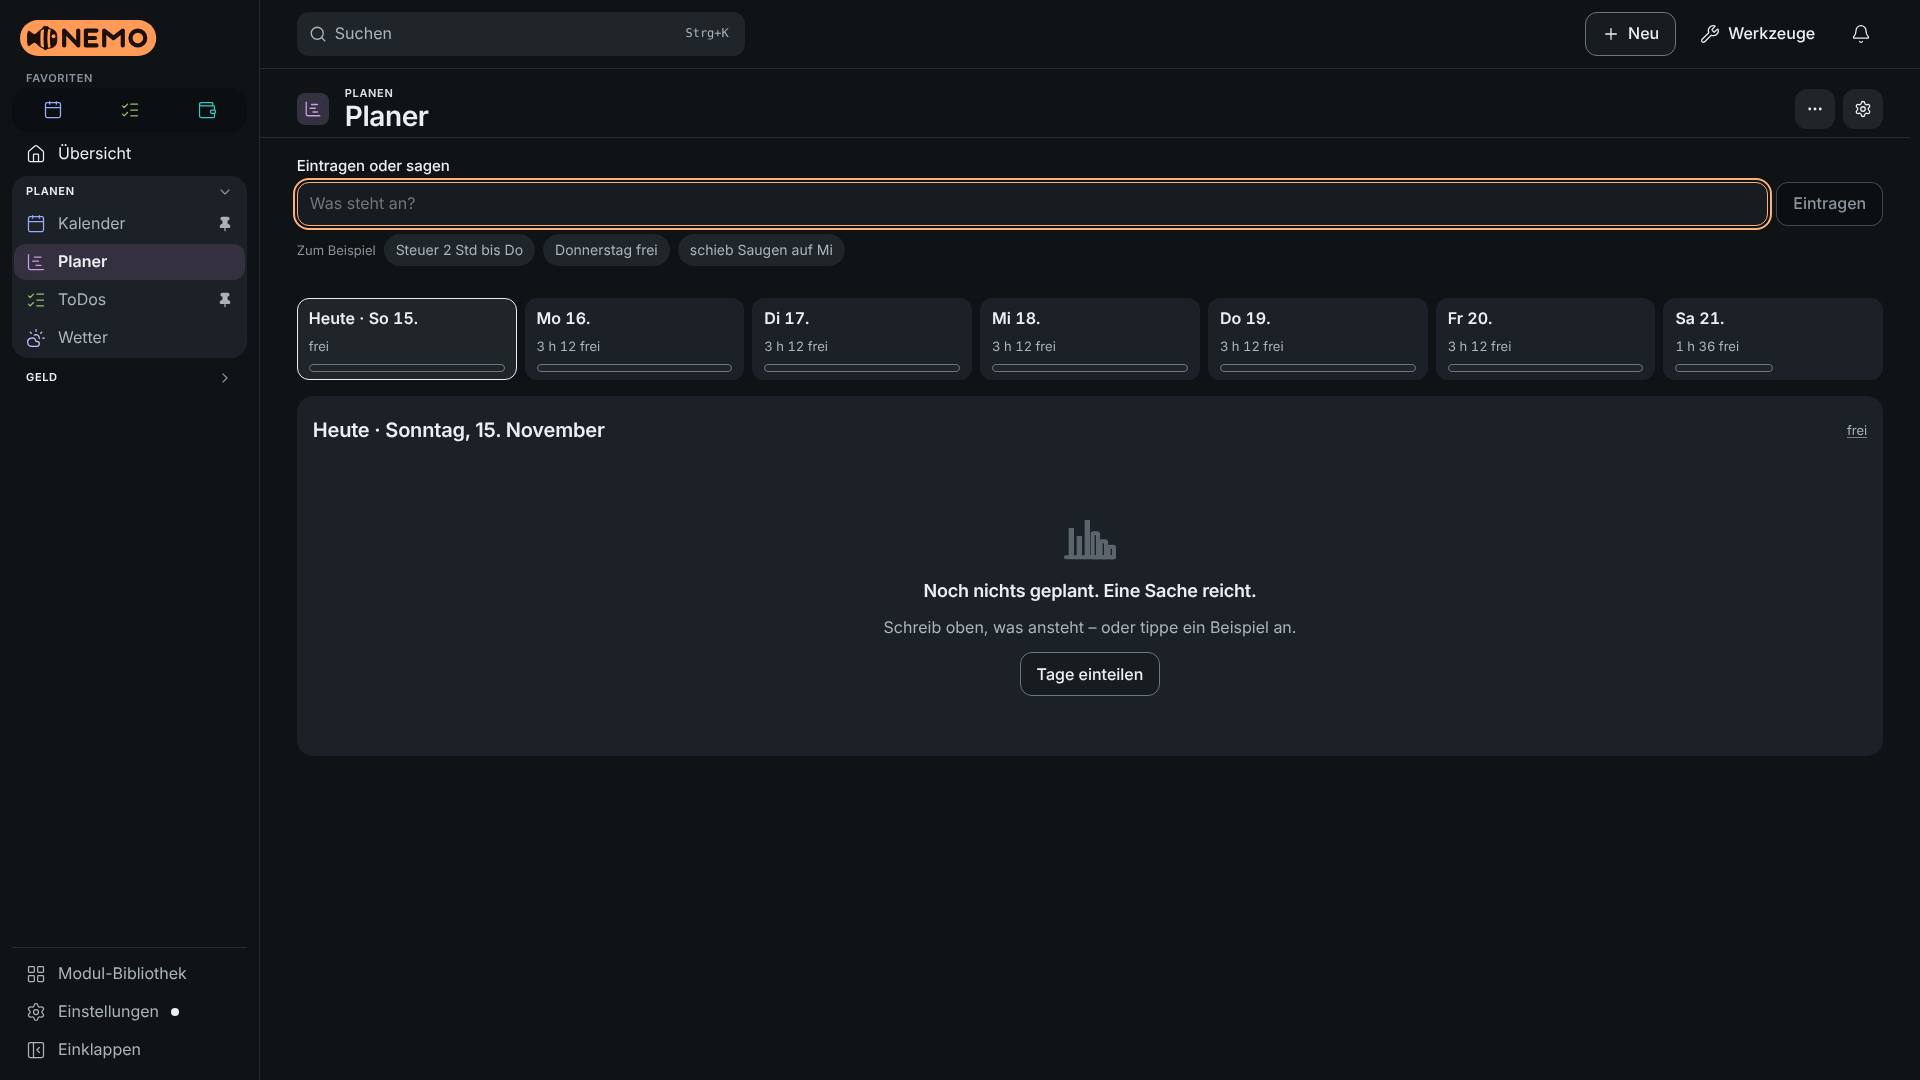 NEMO
FAVORITEN
Übersicht
PLANEN
Kalender
Planer
ToDos
Wetter
GELD
Modul-Bibliothek
Einstellungen
Einklappen
Suchen Strg+K
Neu
Werkzeuge
PLANEN
Planer
Eintragen oder sagen
Was steht an?
Eintragen
Zum Beispiel Steuer 2 Std bis Do Donnerstag frei schieb Saugen auf Mi
Heute · So 15.
frei
Mo 16.
3 h 12 frei
Di 17.
3 h 12 frei
Mi 18.
3 h 12 frei
Do 19.
3 h 12 frei
Fr 20.
3 h 12 frei
Sa 21.
1 h 36 frei
Heute · Sonntag, 15. November
frei
Noch nichts geplant. Eine Sache reicht.
Schreib oben, was ansteht – oder tippe ein Beispiel an.
Tage einteilen